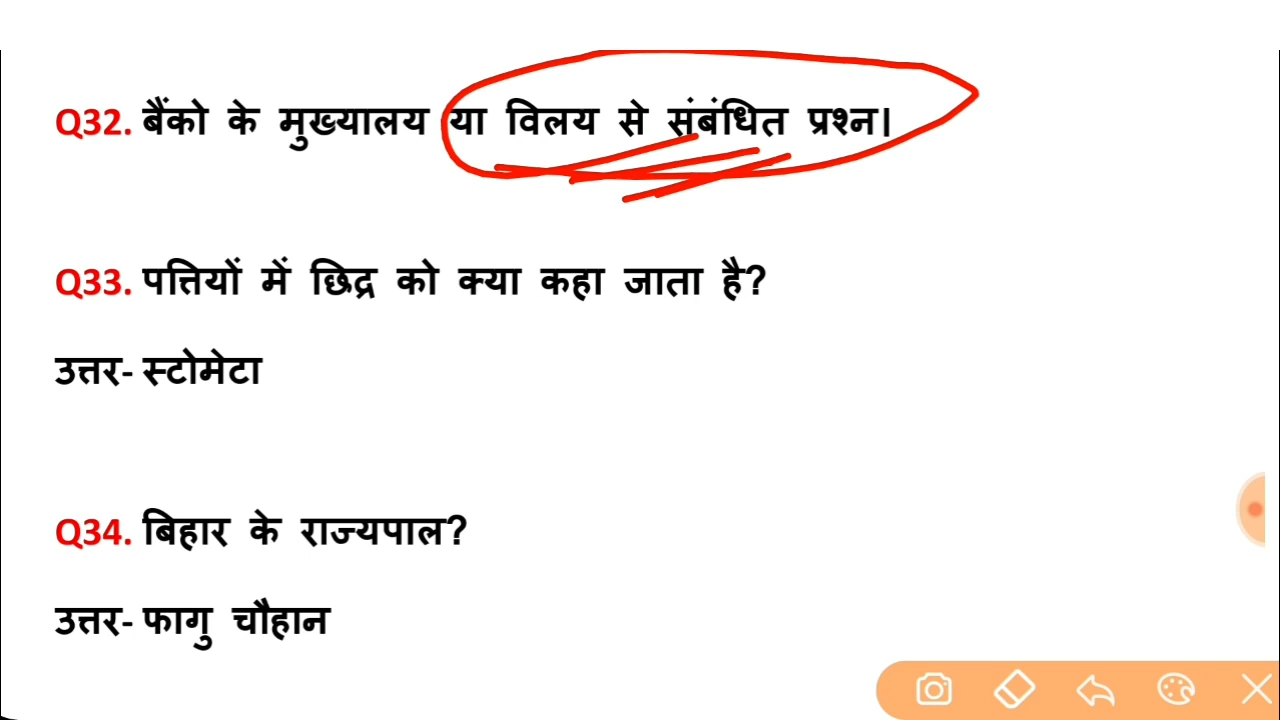 Q32. बैंको के मुख्यालय या विलय से संबंधित प्रश्न।
Q33. पत्तियों में छिद्र को क्या कहा जाता है?
उत्तर- स्टोमेटा
Q34. बिहार के राज्यपाल?
उत्तर- फागु चौहान